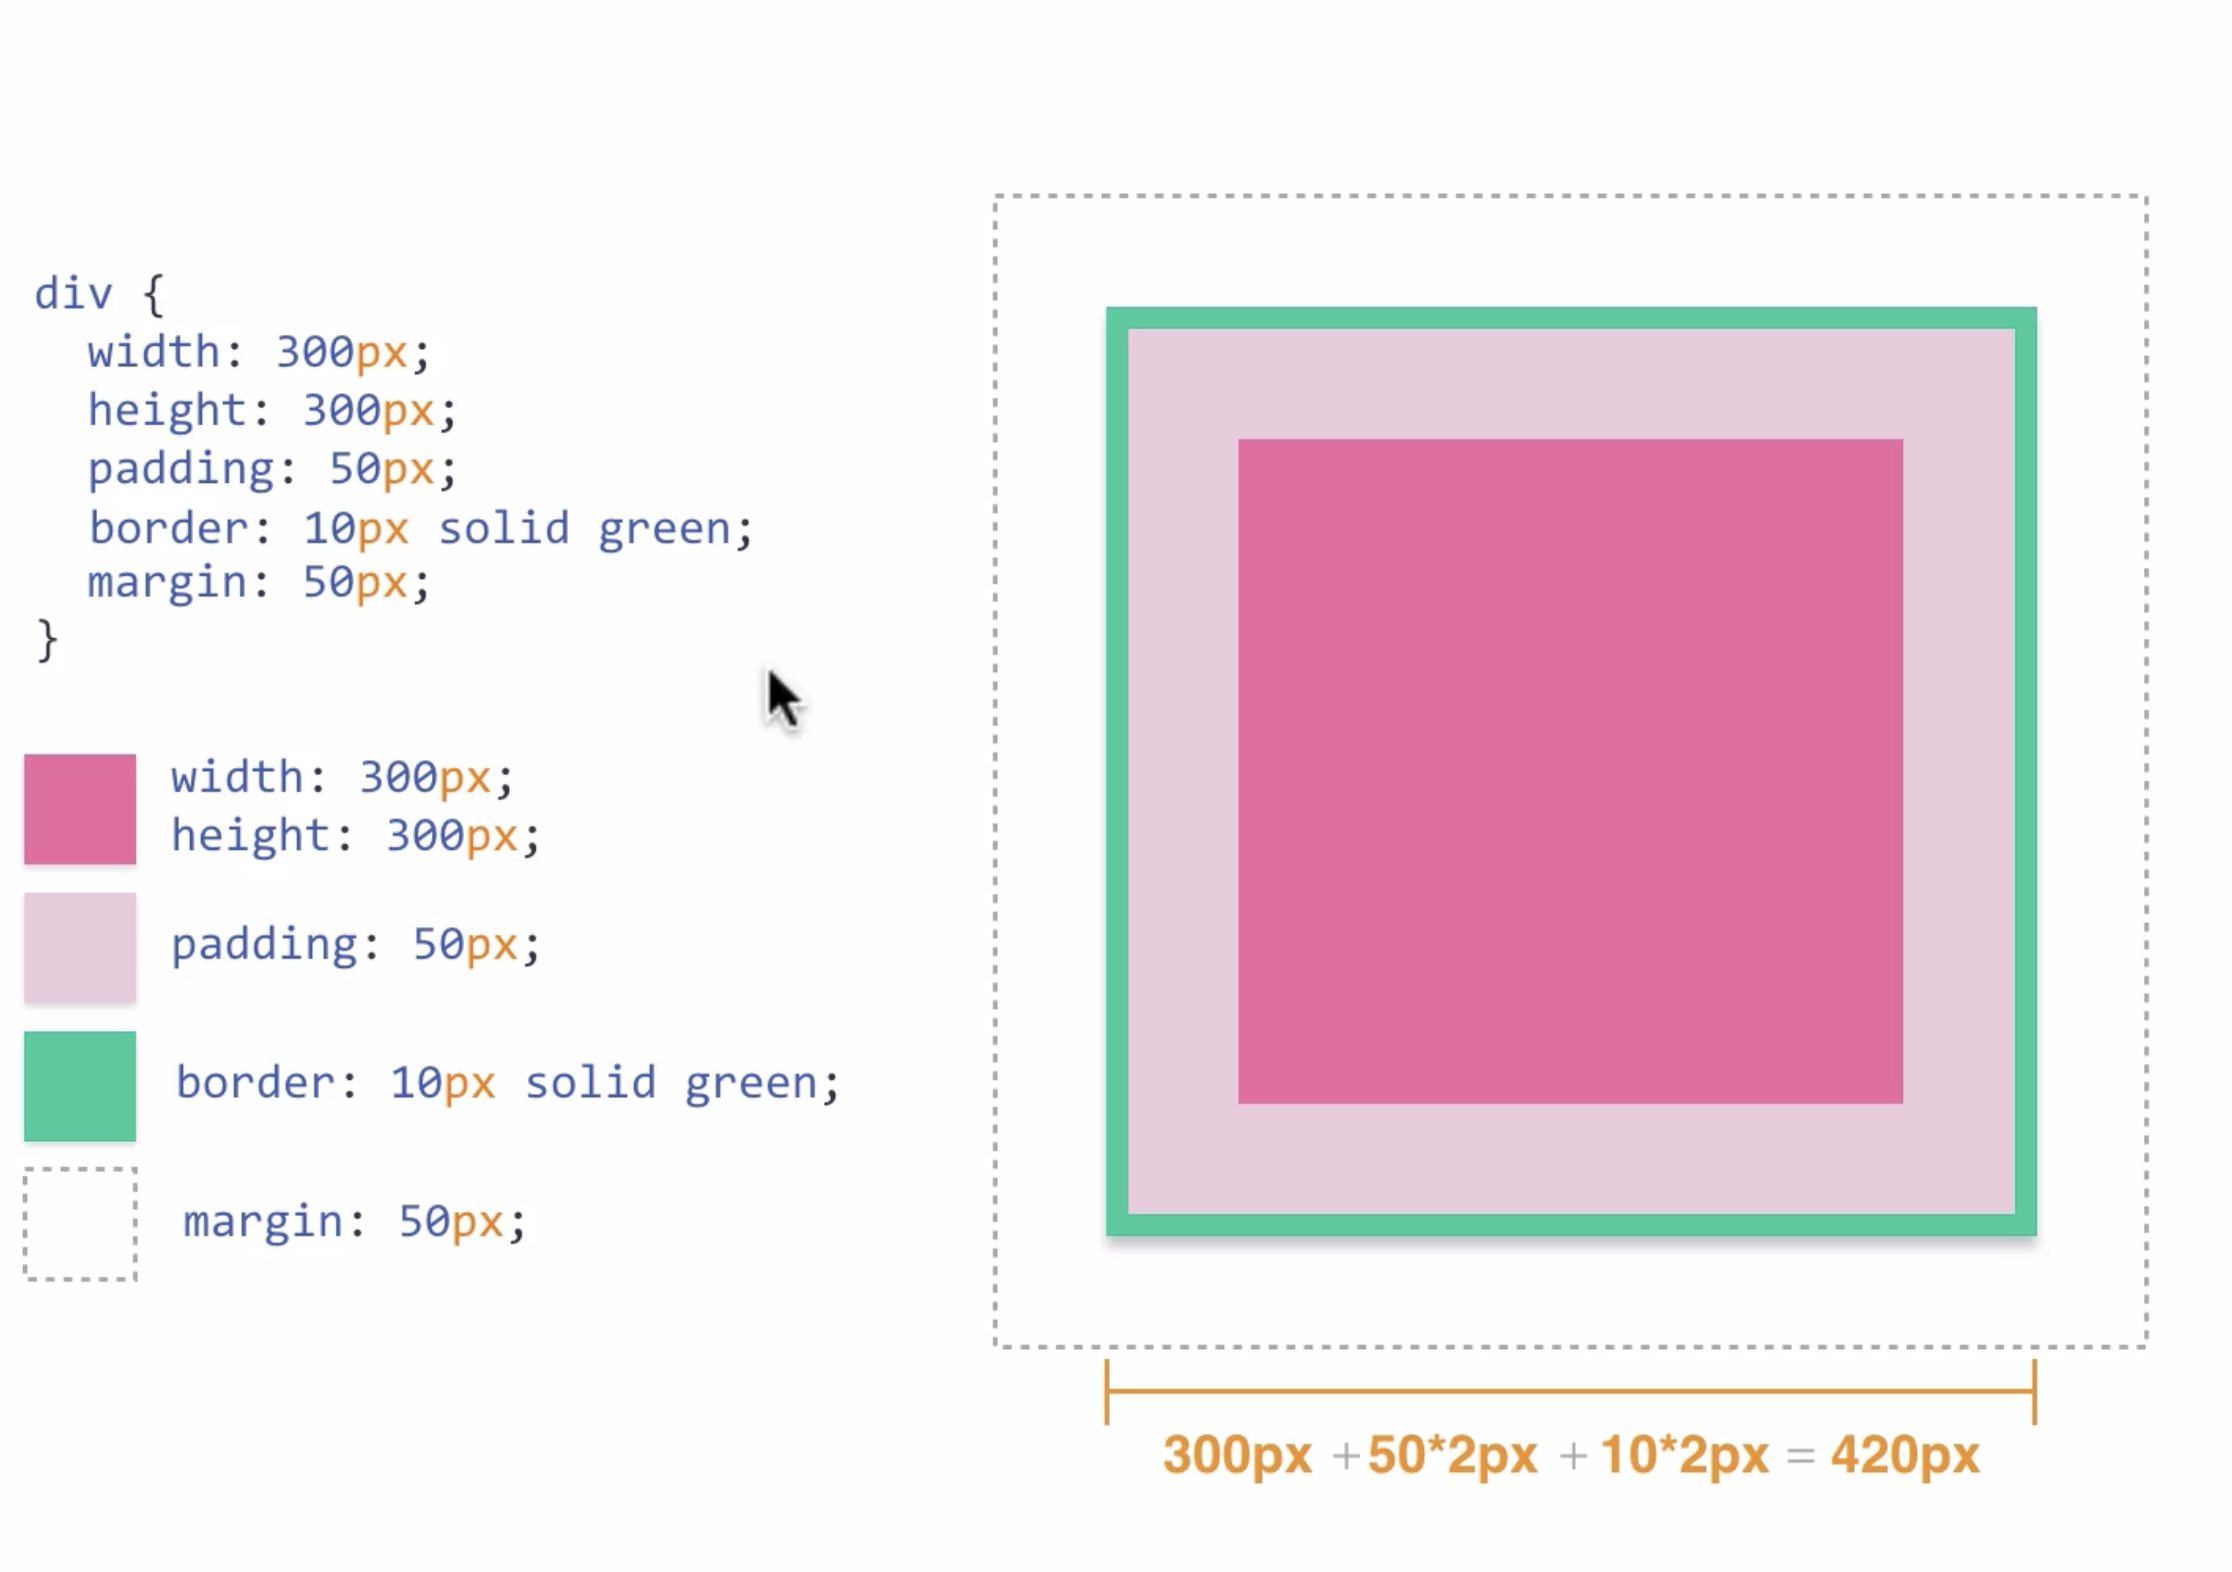 div {
width: 300px;
height: 300px;
padding: 50px;
border: 10px solid green;
margin: 50px;
}
width: 300px;
height: 300px;
padding: 50px;
border: 10px solid green;
margin: 50px;
300px + 50*2px + 10*2px = 420px